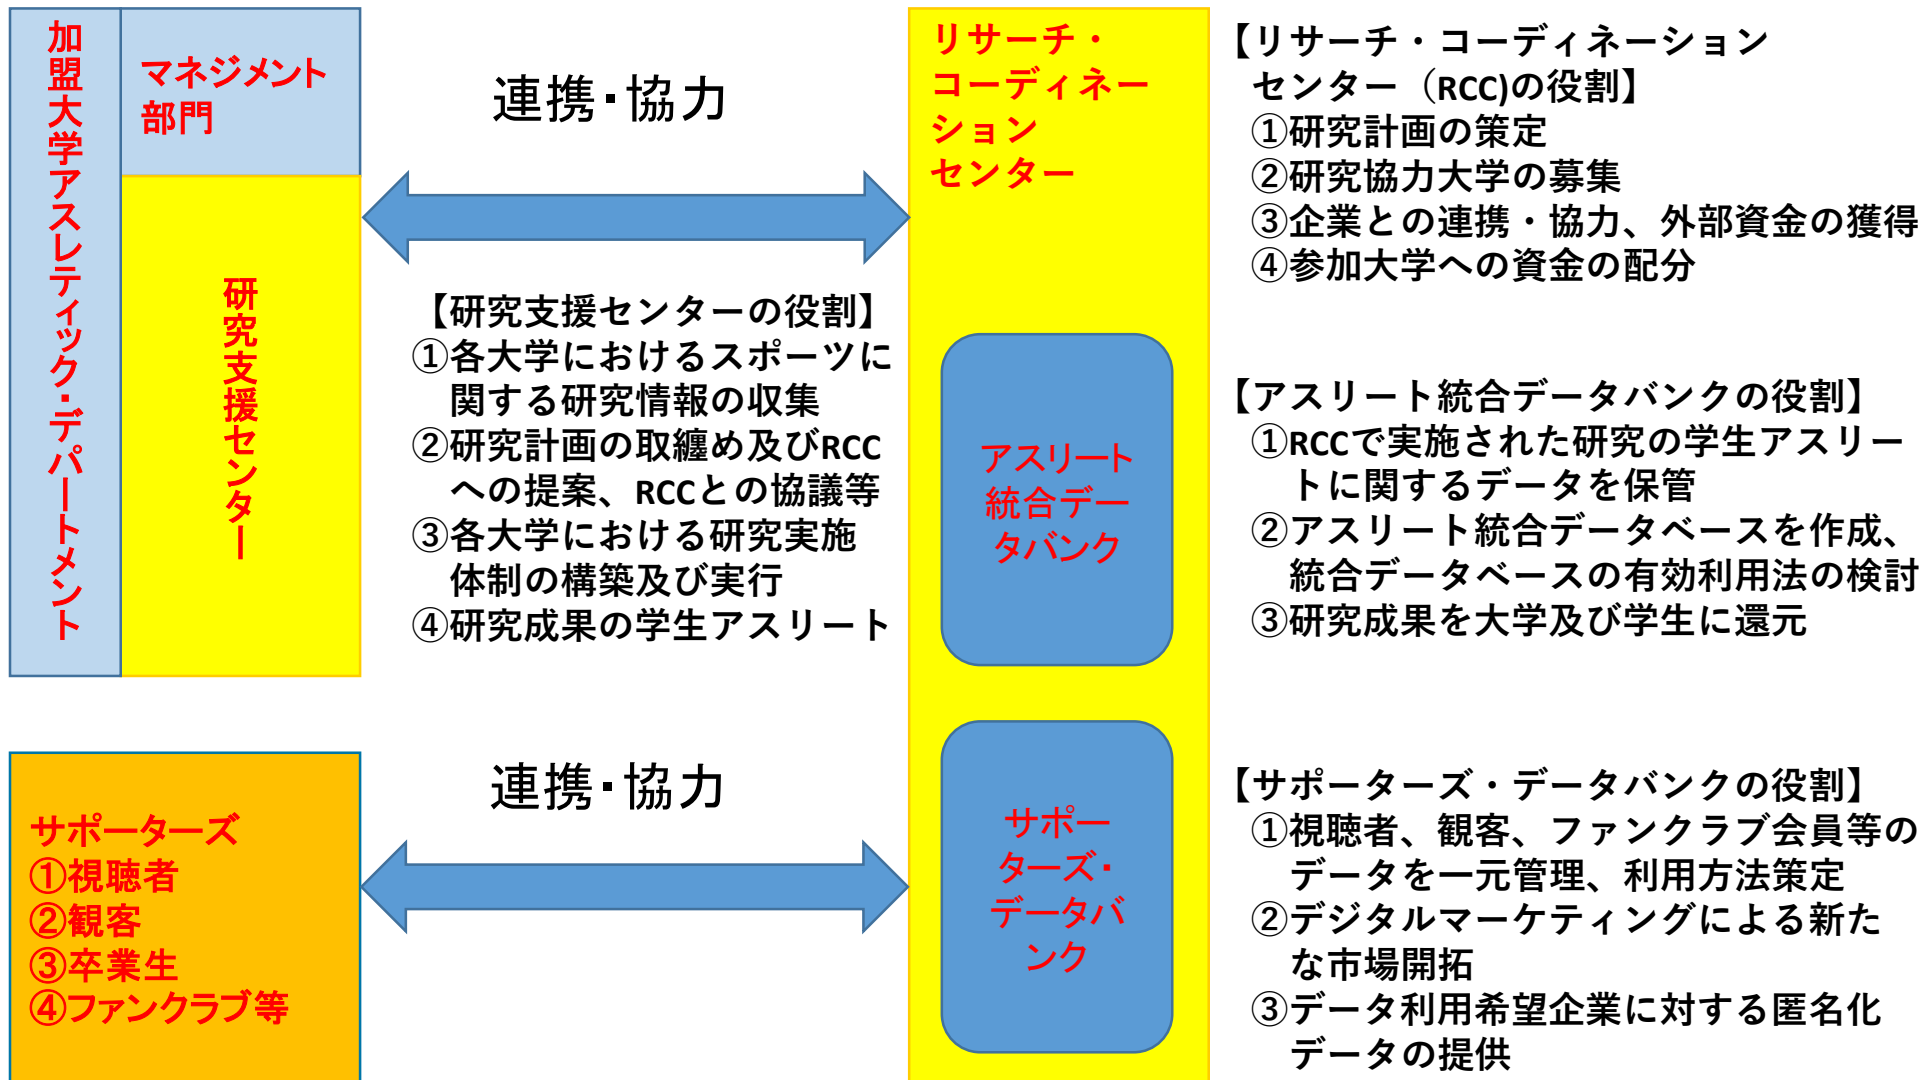 加盟大学アスレティック・デパートメント
マネジメント
部門
研究支援センター
連携・協力
【研究支援センターの役割】
①各大学におけるスポーツに
関する研究情報の収集
②研究計画の取纏め及びRCC
への提案、RCCとの協議等
③各大学における研究実施
体制の構築及び実行
④研究成果の学生アスリート
リサーチ・
コーディネー
ション
センター
アスリート
統合デー
タバンク
サポー
ターズ・
データバ
ンク
【リサーチ・コーディネーション
センター（RCC)の役割】
①研究計画の策定
②研究協力大学の募集
③企業との連携・協力、外部資金の獲得
④参加大学への資金の配分
【アスリート統合データバンクの役割】
①RCCで実施された研究の学生アスリー
トに関するデータを保管
②アスリート統合データベースを作成、
統合データベースの有効利用法の検討
③研究成果を大学及び学生に還元
サポーターズ
①視聴者
②観客
③卒業生
④ファンクラブ等
連携・協力
【サポーターズ・データバンクの役割】
①視聴者、観客、ファンクラブ会員等の
データを一元管理、利用方法策定
②デジタルマーケティングによる新た
な市場開拓
③データ利用希望企業に対する匿名化
データの提供